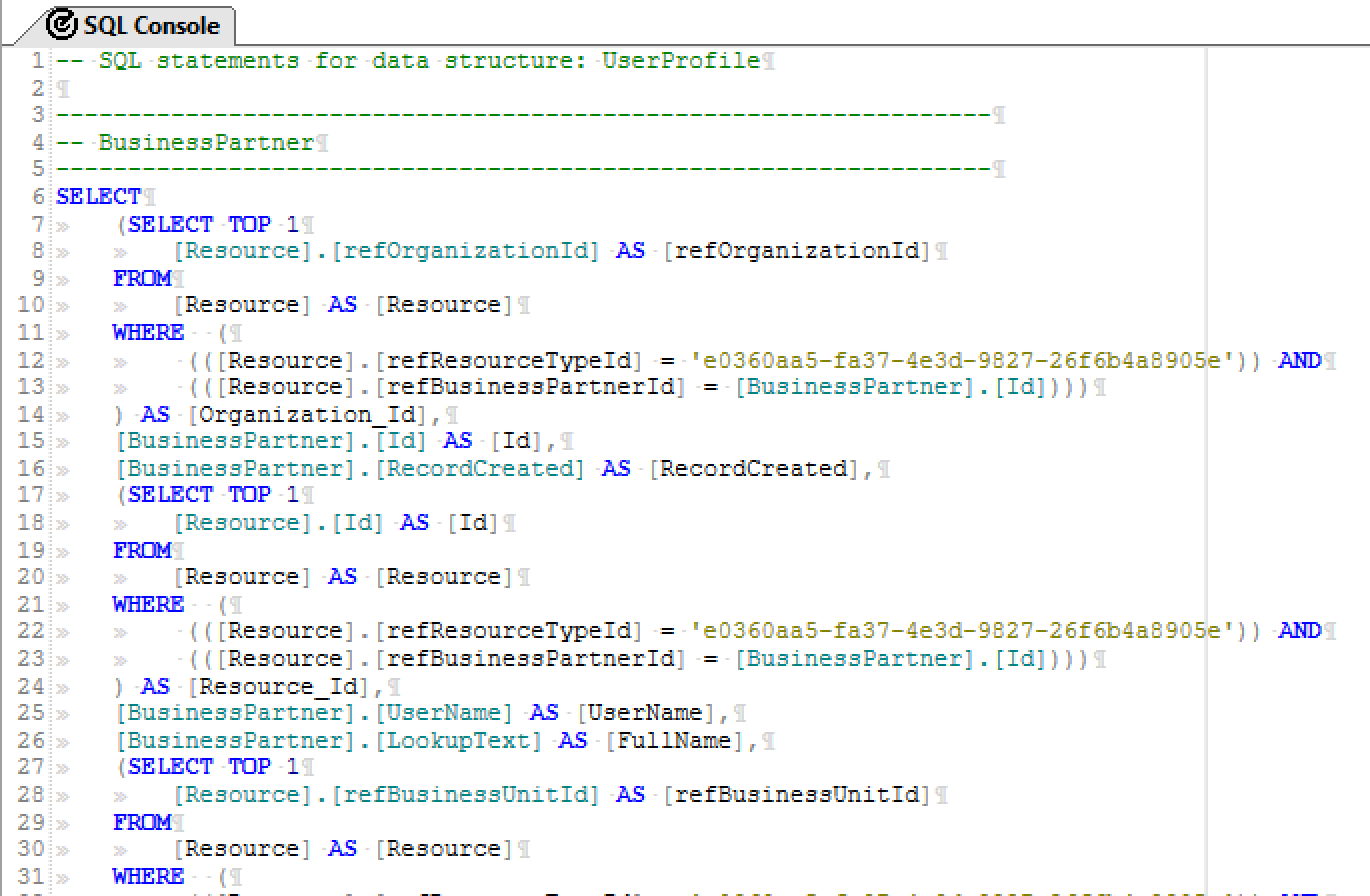 SQL Console
1 -- SQL statements for data structure: UserProfile¶
2 ¶
3 -----------------------------------------------------------------¶
4 -- BusinessPartner¶
5 -----------------------------------------------------------------¶
6 SELECT¶
7 » (SELECT TOP 1¶
8 » » [Resource].[refOrganizationId] AS [refOrganizationId]¶
9 » FROM¶
10 » » [Resource] AS [Resource]¶
11 » WHERE (¶
12 » » (([Resource].[refResourceTypeId] = 'e0360aa5-fa37-4e3d-9827-26f6b4a8905e')) AND¶
13 » » (([Resource].[refBusinessPartnerId] = [BusinessPartner].[Id])))¶
14 » ) AS [Organization_Id],¶
15 » [BusinessPartner].[Id] AS [Id],¶
16 » [BusinessPartner].[RecordCreated] AS [RecordCreated],¶
17 » (SELECT TOP 1¶
18 » » [Resource].[Id] AS [Id]¶
19 » FROM¶
20 » » [Resource] AS [Resource]¶
21 » WHERE (¶
22 » » (([Resource].[refResourceTypeId] = 'e0360aa5-fa37-4e3d-9827-26f6b4a8905e')) AND¶
23 » » (([Resource].[refBusinessPartnerId] = [BusinessPartner].[Id])))¶
24 » ) AS [Resource_Id],¶
25 » [BusinessPartner].[UserName] AS [UserName],¶
26 » [BusinessPartner].[LookupText] AS [FullName],¶
27 » (SELECT TOP 1¶
28 » » [Resource].[refBusinessUnitId] AS [refBusinessUnitId]¶
29 » FROM¶
30 » » [Resource] AS [Resource]¶
31 » WHERE (¶